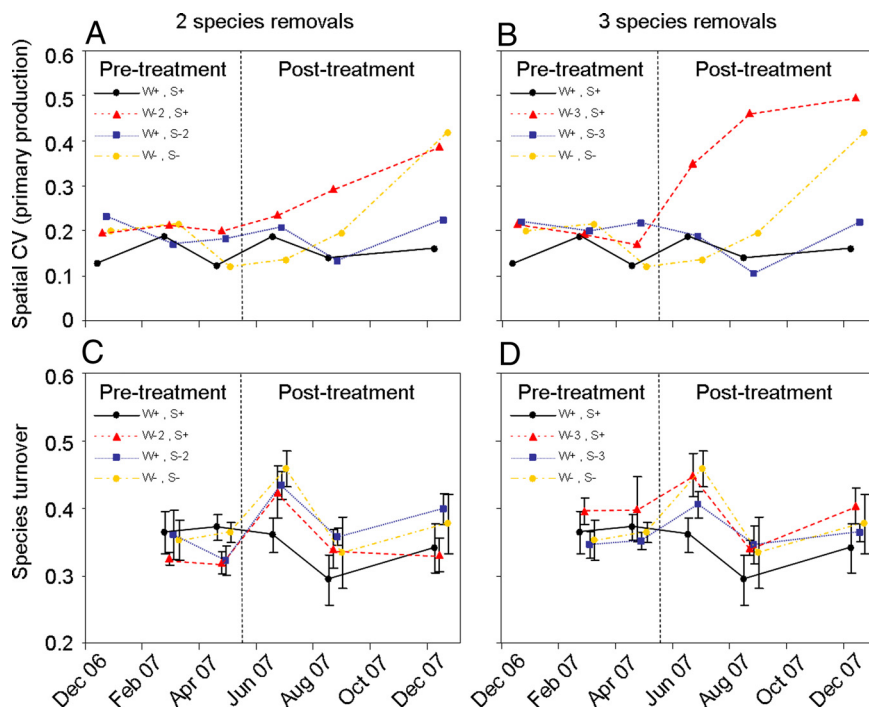 2 species removals
3 species removals
A
Spatial CV (primary production)
0.6
0.5
0.4
0.3
0.2
0.1
0
Pre-treatment
Post-treatment
W+ , S+
W-2 , S+
W+ , S-2
W- , S-
B
Pre-treatment
Post-treatment
W+ , S+
W-3 , S+
W+ , S-3
W- , S-
C
Species turnover
0.6
0.5
0.4
0.3
0.2
Pre-treatment
Post-treatment
W+ , S+
W-2 , S+
W+ , S-2
W- , S-
Dec 06
Feb 07
Apr 07
Jun 07
Aug 07
Oct 07
Dec 07
D
Pre-treatment
Post-treatment
W+ , S+
W-3 , S+
W+ , S-3
W- , S-
Dec 06
Feb 07
Apr 07
Jun 07
Aug 07
Oct 07
Dec 07